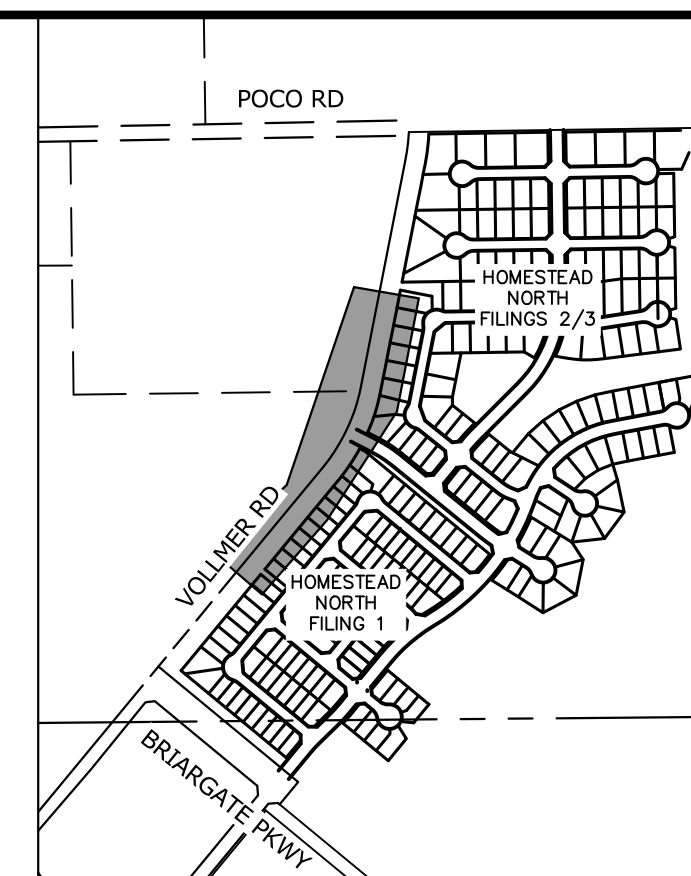 POCO RD
HOMESTEAD
NORTH
FILINGS 2/3
VOLLMER RD
HOMESTEAD
NORTH
FILING 1
BRIARGATE PKWY